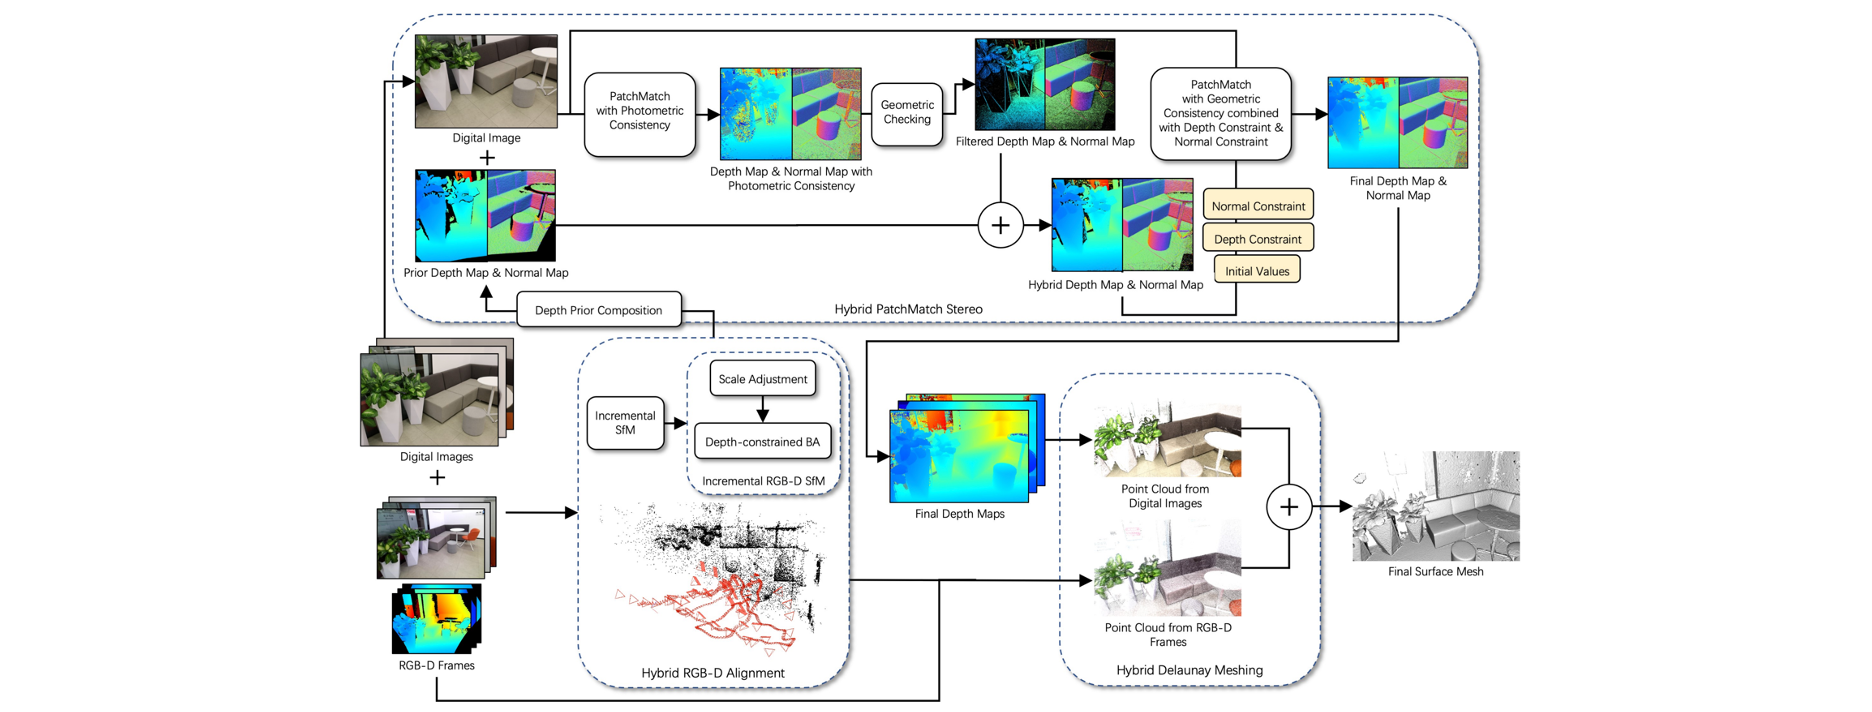 Digital Image
+
Prior Depth Map & Normal Map
PatchMatch
with Photometric
Consistency
Depth Map & Normal Map with
Photometric Consistency
Geometric
Checking
Filtered Depth Map & Normal Map
+
Hybrid Depth Map & Normal Map
PatchMatch
with Geometric
Consistency combined
with Depth Constraint &
Normal Constraint
Normal Constraint
Depth Constraint
Initial Values
Final Depth Map &
Normal Map
Depth Prior Composition
Hybrid PatchMatch Stereo
Digital Images
+
RGB-D Frames
Incremental
SfM
Scale Adjustment
Depth-constrained BA
Incremental RGB-D SfM
Hybrid RGB-D Alignment
Final Depth Maps
Point Cloud from
Digital Images
Point Cloud from RGB-D
Frames
Hybrid Delaunay Meshing
+
Final Surface Mesh